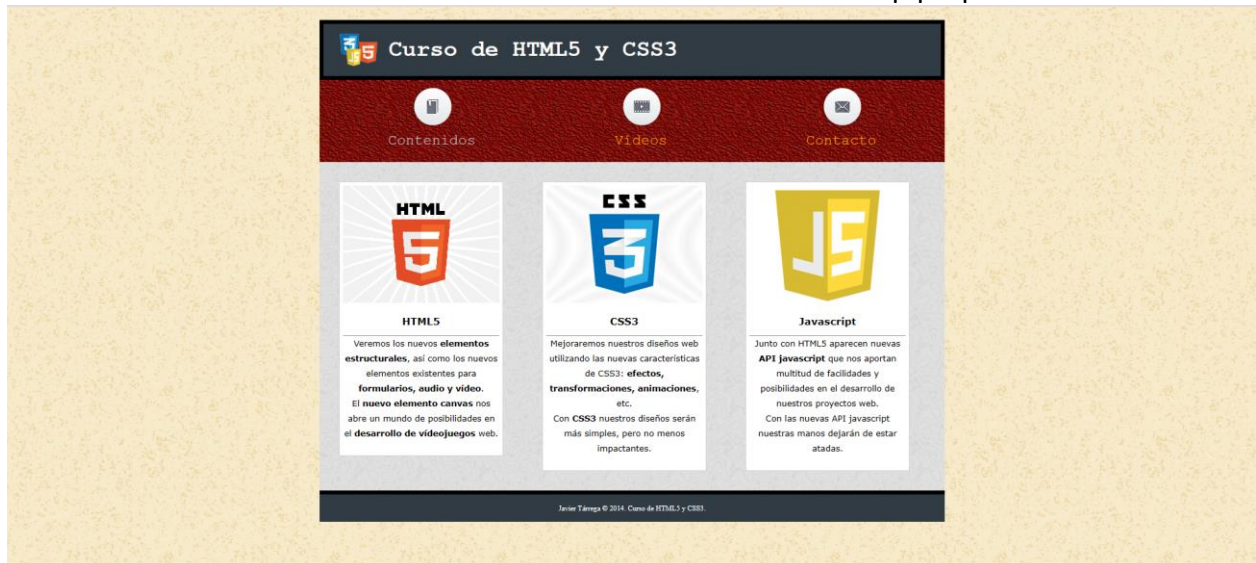 Curso de HTML5 y CSS3
Contenidos
Vídeos
Contacto
HTML
5
HTML5
Veremos los nuevos elementos
estructurales, así como los nuevos
elementos existentes para
formularios, audio y vídeo.
El nuevo elemento canvas nos
abre un mundo de posibilidades en
el desarrollo de vídeojuegos web.
CSS
3
CSS3
Mejoraremos nuestros diseños web
utilizando las nuevas características
de CSS3: efectos,
transformaciones, animaciones,
etc.
Con CSS3 nuestros diseños serán
más simples, pero no menos
impactantes.
JS
Javascript
Junto con HTML5 aparecen nuevas
API javascript que nos aportan
multitud de facilidades y
posibilidades en el desarrollo de
nuestros proyectos web.
Con las nuevas API javascript
nuestras manos dejarán de estar
atadas.
Javier Tárrega © 2014. Curso de HTML5 y CSS3.